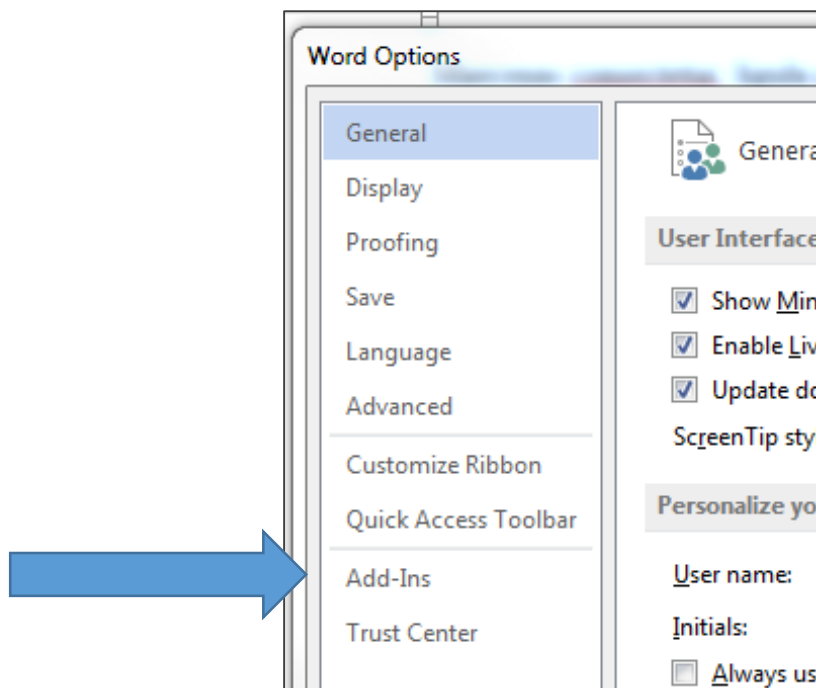 Word Options
General
Display
Proofing
Save
Language
Advanced
Customize Ribbon
Quick Access Toolbar
Add-Ins
Trust Center
Genera
User Interface
Show Min
Enable Liv
Update do
ScreenTip sty
Personalize yo
User name:
Initials:
Always us